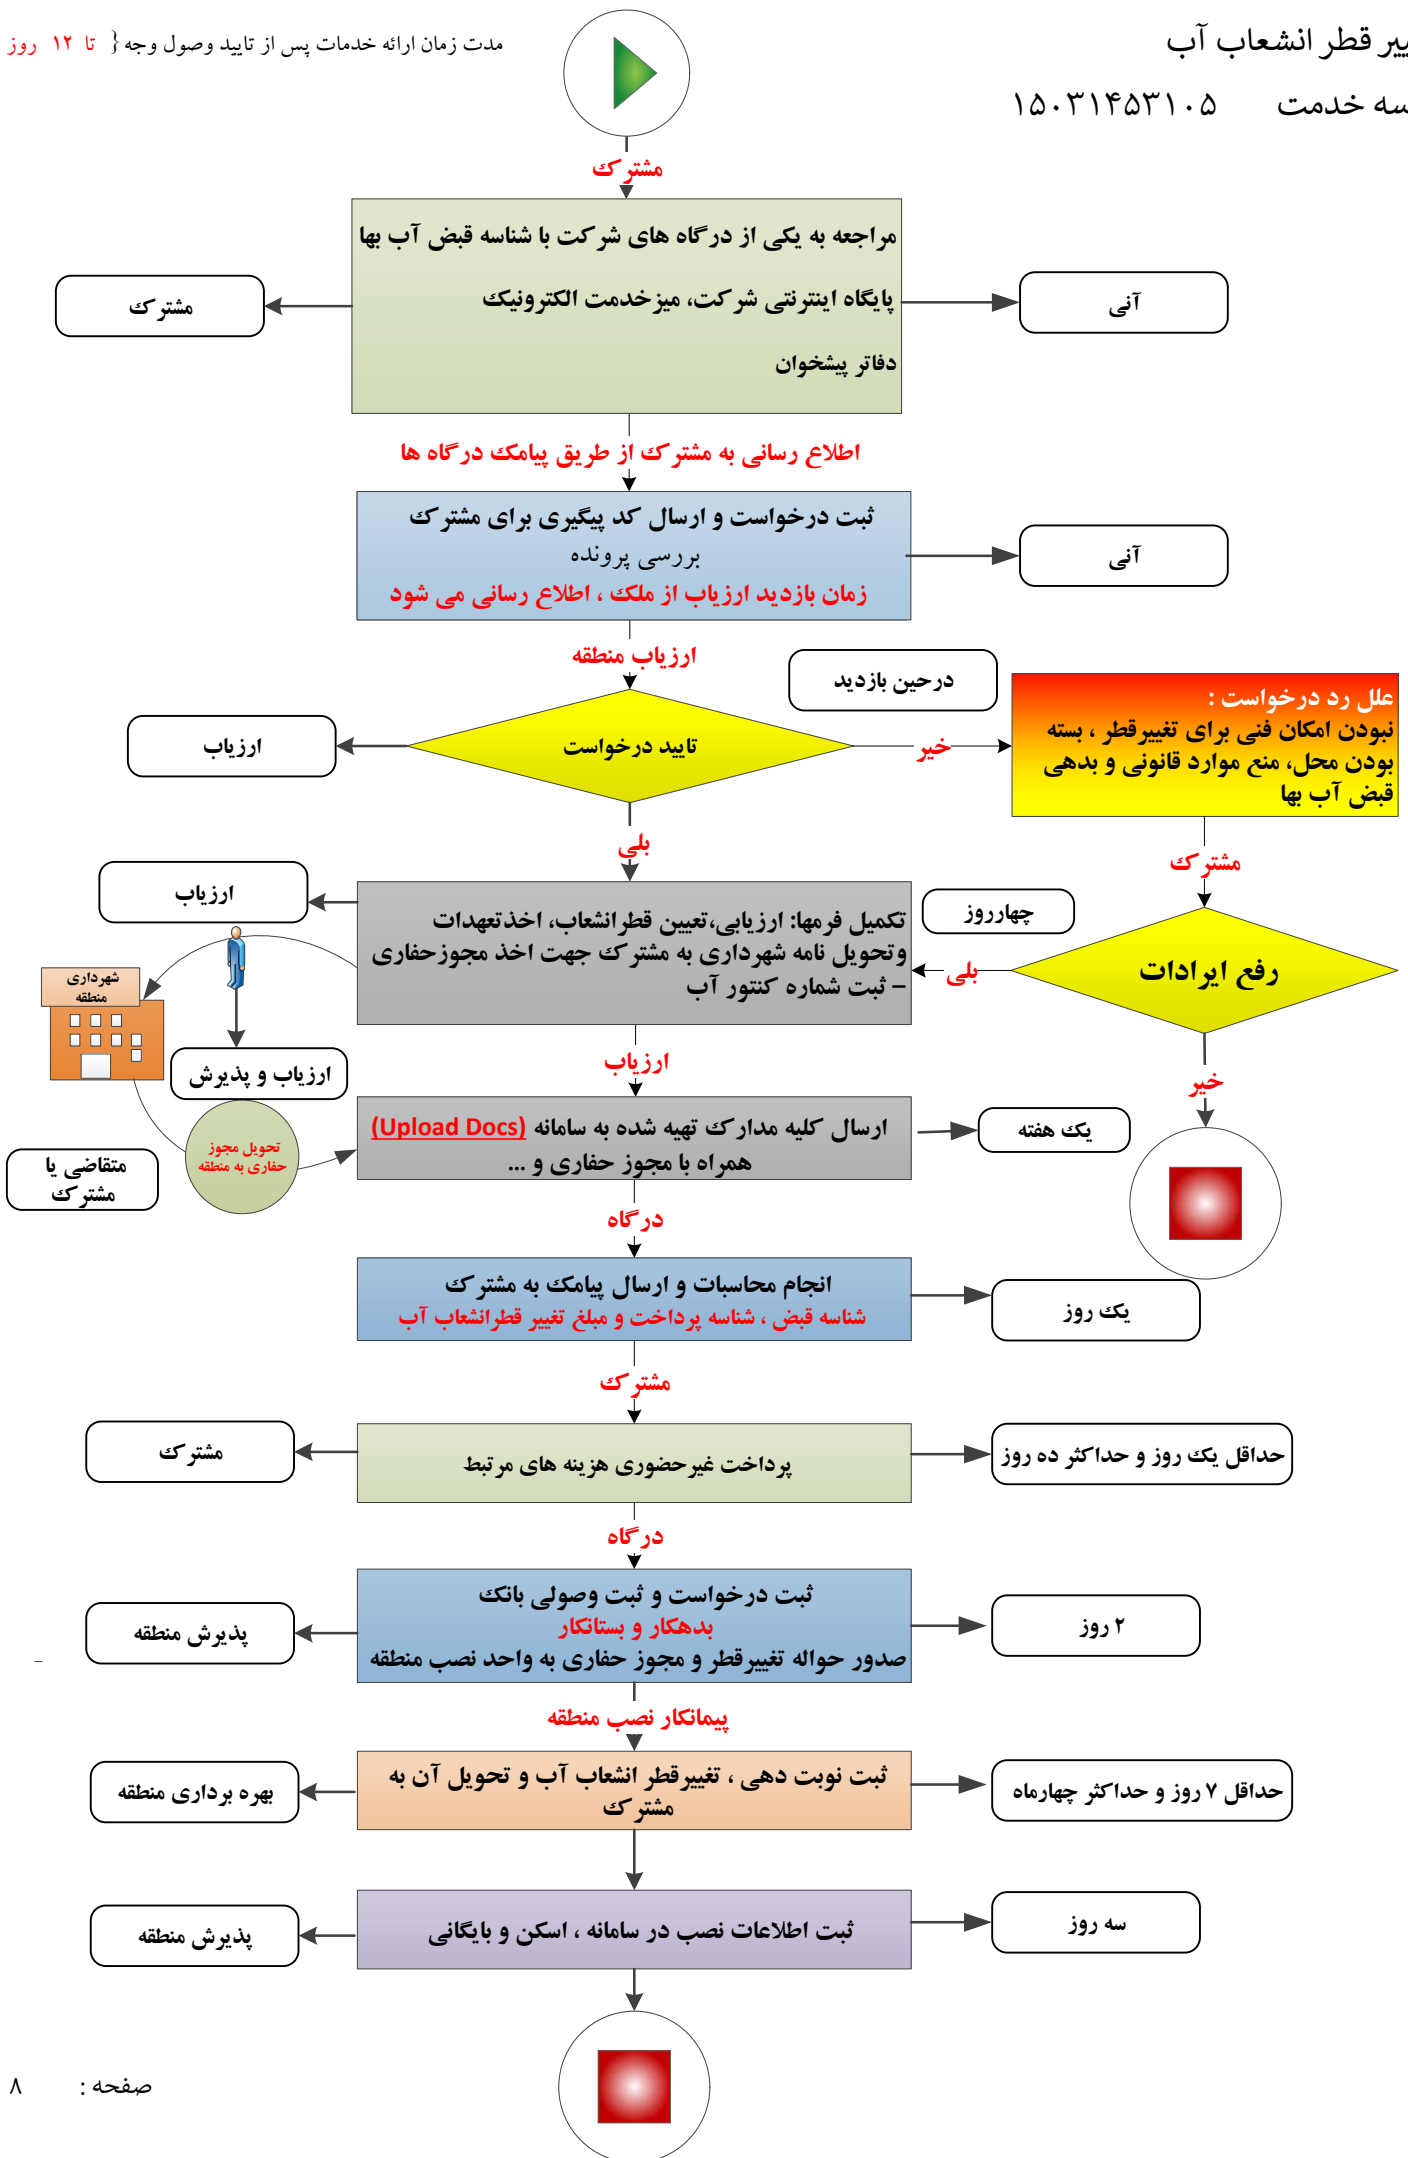 ییر قطر انشعاب آب
مدت زمان ارائه خدمات پس از تایید وصول وجه { تا ۱۲ روز
سه خدمت ۱۵۰۳۱۴۵۳۱۰۵
مشترک
مراجعه به یکی از درگاه های شرکت با شناسه قبض آب بها
پایگاه اینترنتی شرکت، میزخدمت الکترونیک
دفاتر پیشخوان
آنی
مشترک
اطلاع رسانی به مشترک از طریق پیامک درگاه ها
ثبت درخواست و ارسال کد پیگیری برای مشترک
بررسی پرونده
زمان بازدید ارزیاب از ملک ، اطلاع رسانی می شود
آنی
ارزیاب منطقه
درحین بازدید
تایید درخواست
ارزیاب
خیر
علل رد درخواست :
نبودن امکان فنی برای تغییرقطر ، بسته
بودن محل، منع موارد قانونی و بدهی
قبض آب بها
بلی
مشترک
چهارروز
رفع ایرادات
بلی
خیر
تکمیل فرمها: ارزیابی،تعیین قطرانشعاب، اخذتعهدات
وتحویل نامه شهرداری به مشترک جهت اخذ مجوزحفاری
– ثبت شماره کنتور آب
ارزیاب
شهرداری
منطقه
ارزیاب و پذیرش
تحویل مجوز
حفاری به منطقه
متقاضی یا
مشترک
ارزیاب
ارسال کلیه مدارک تهیه شده به سامانه (Upload Docs)
همراه با مجوز حفاری و ...
یک هفته
درگاه
انجام محاسبات و ارسال پیامک به مشترک
شناسه قبض ، شناسه پرداخت و مبلغ تغییر قطرانشعاب آب
یک روز
مشترک
پرداخت غیرحضوری هزینه های مرتبط
حداقل یک روز و حداکثر ده روز
مشترک
درگاه
ثبت درخواست و ثبت وصولی بانک
بدهکار و بستانکار
صدور حواله تغییرقطر و مجوز حفاری به واحد نصب منطقه
۲ روز
پذیرش منطقه
–
پیمانکار نصب منطقه
ثبت نوبت دهی ، تغییرقطر انشعاب آب و تحویل آن به
مشترک
حداقل ۷ روز و حداکثر چهارماه
بهره برداری منطقه
ثبت اطلاعات نصب در سامانه ، اسکن و بایگانی
سه روز
پذیرش منطقه
صفحه : ۸